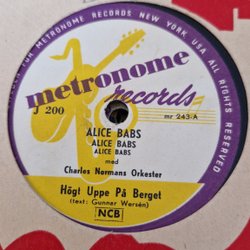 FOR METRONOME RECORDS NEW YORK USA ALL RIGHTS
metronome
records
J 200
mr 243-A
ALICE BABS
ALICE BABS
ALICE BABS
med
Charles Normans Orkester
Högt Uppe På Berget
(text: Gunnar Wersén)
NCB